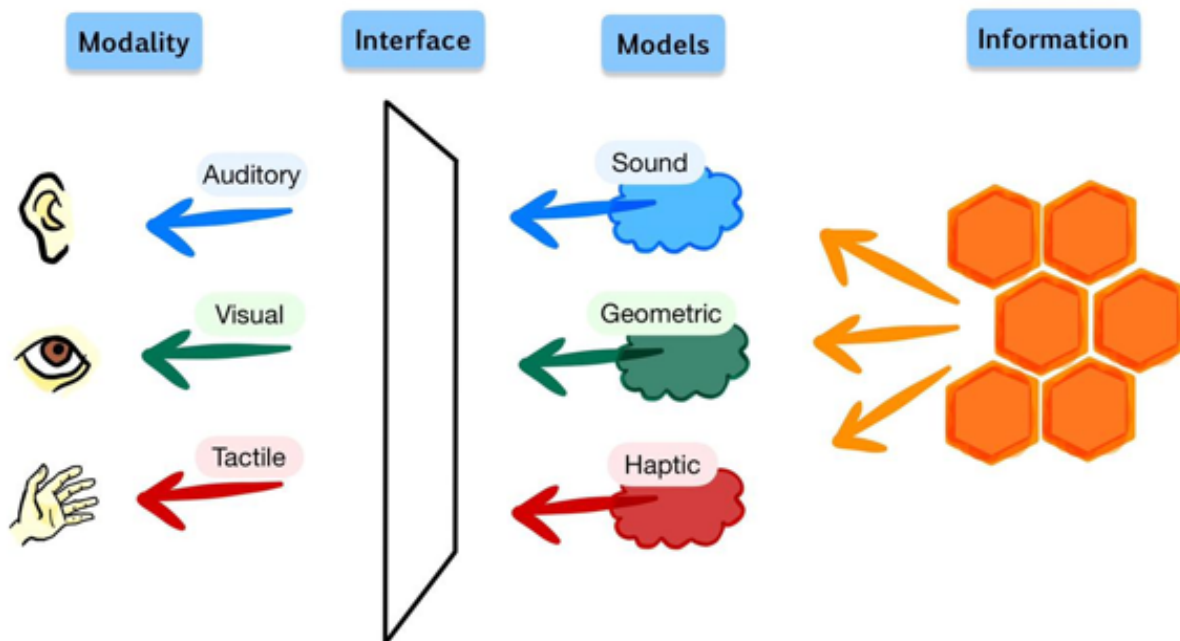 Modality
Interface
Models
Information
Auditory
Sound
Visual
Geometric
Tactile
Haptic